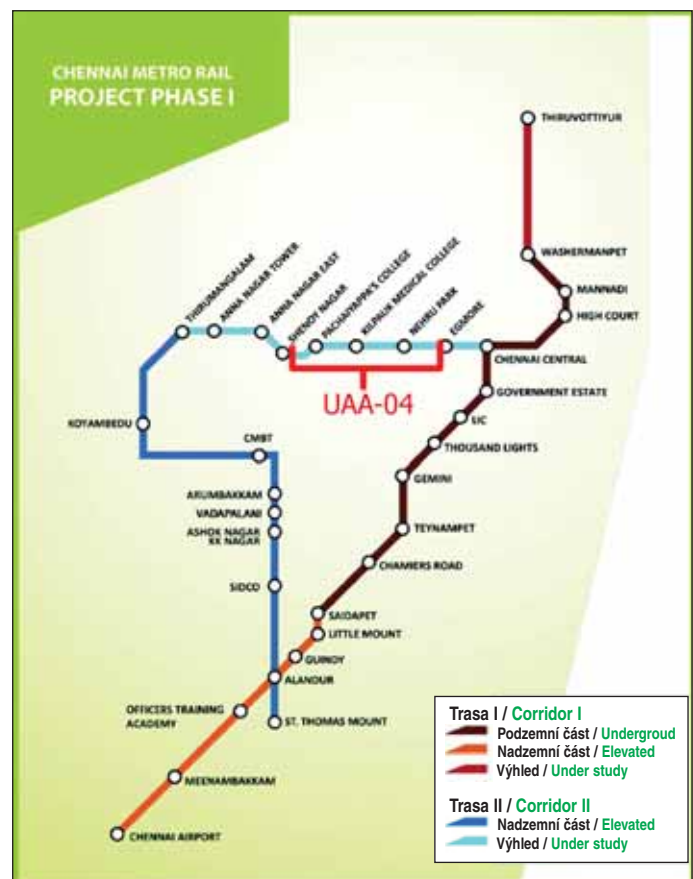 CHENNAI METRO RAIL
PROJECT PHASE I
THIRUVOTTIYUR
WASHERMANPET
MANNADI
HIGH COURT
THIRUMANGALAM
ANNA NAGAR TOWER
ANNA NAGAR EAST
SHENOY NAGAR
PACHAIYAPPA'S COLLEGE
KILPAUK MEDICAL COLLEGE
NEHRU PARK
EGMORE
CHENNAI CENTRAL
GOVERNMENT ESTATE
UAA-04
LIC
KOYAMBEDU
THOUSAND LIGHTS
CMBT
GEMINI
ARUMBAKKAM
VADAPALANI
ASHOK NAGAR
KK NAGAR
TEYNAMPET
CHAMIERS ROAD
SIDCO
SAIDAPET
LITTLE MOUNT
GUINDY
ALANDUR
OFFICERS TRAINING
ACADEMY
ST. THOMAS MOUNT
MEENAMBAKKAM
CHENNAI AIRPORT
Trasa I / Corridor I
Podzemní část / Undergroud
Nadzemní část / Elevated
Výhled / Under study
Trasa II / Corridor II
Nadzemní část / Elevated
Výhled / Under study